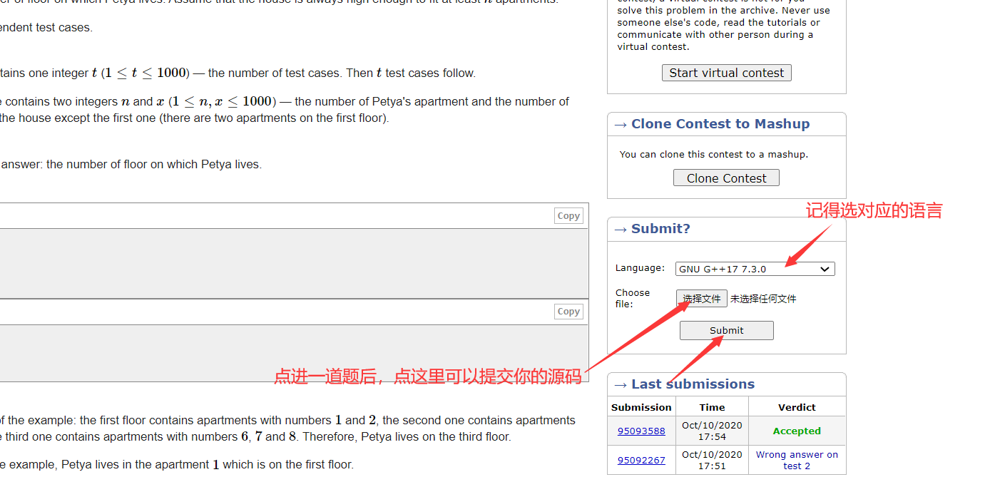 er of floor on which Petya lives. Assume that the house is always high enough to fit at least n apartments.
endent test cases.
tains one integer t (1 ≤ t ≤ 1000) — the number of test cases. Then t test cases follow.
e contains two integers n and x (1 ≤ n, x ≤ 1000) — the number of Petya's apartment and the number of
the house except the first one (there are two apartments on the first floor).
answer: the number of floor on which Petya lives.
Copy
Copy
点进一道题后，点这里可以提交你的源码
of the example: the first floor contains apartments with numbers 1 and 2, the second one contains apartments
e third one contains apartments with numbers 6, 7 and 8. Therefore, Petya lives on the third floor.
e example, Petya lives in the apartment 1 which is on the first floor.
contest, a virtual contest is not for you
solve this problem in the archive. Never use
someone else's code, read the tutorials or
communicate with other person during a
virtual contest.
Start virtual contest
→ Clone Contest to Mashup
You can clone this contest to a mashup.
Clone Contest
记得选对应的语言
→ Submit?
Language: GNU G++17 7.3.0
Choose
file: 选择文件 未选择任何文件
Submit
→ Last submissions
Submission Time Verdict
95093588 Oct/10/2020 17:54 Accepted
95092267 Oct/10/2020 17:51 Wrong answer on test 2